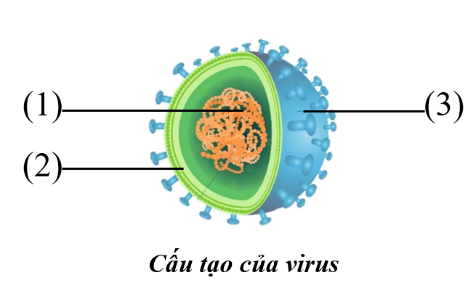 (1)
(3)
(2)
Cấu tạo của virus